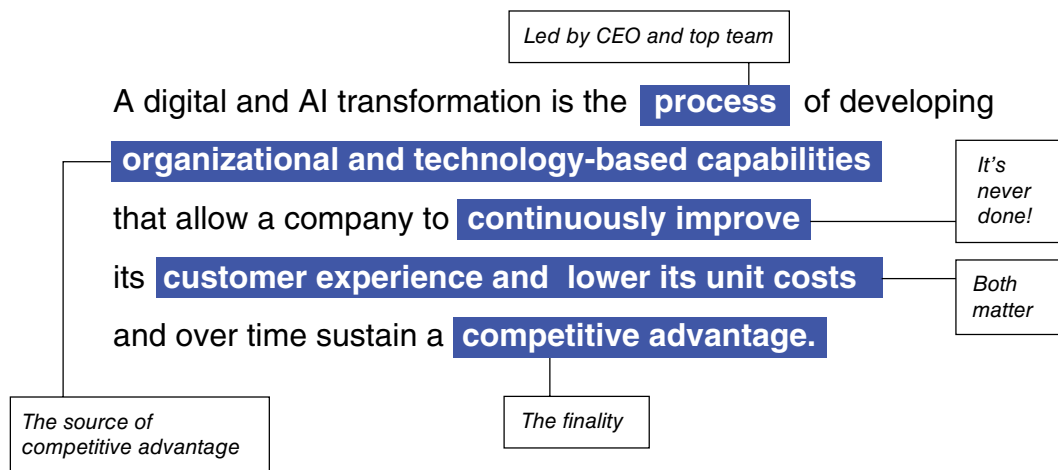 Led by CEO and top team
A digital and AI transformation is the process of developing
organizational and technology-based capabilities
It's
never
done!
that allow a company to continuously improve
its customer experience and lower its unit costs
Both
matter
and over time sustain a competitive advantage.
The source of
competitive advantage
The finality